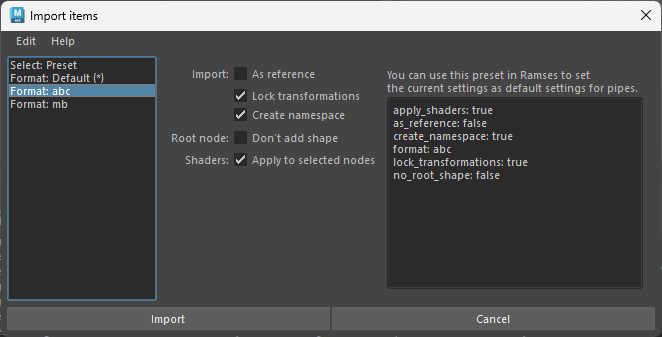 Import items
Edit Help
Select: Preset
Format: Default (*)
Format: abc
Format: mb
Import: As reference
Lock transformations
Create namespace
Root node: Don't add shape
Shaders: Apply to selected nodes
You can use this preset in Ramses to set
the current settings as default settings for pipes.
apply_shaders: true
as_reference: false
create_namespace: true
format: abc
lock_transformations: true
no_root_shape: false
Import
Cancel